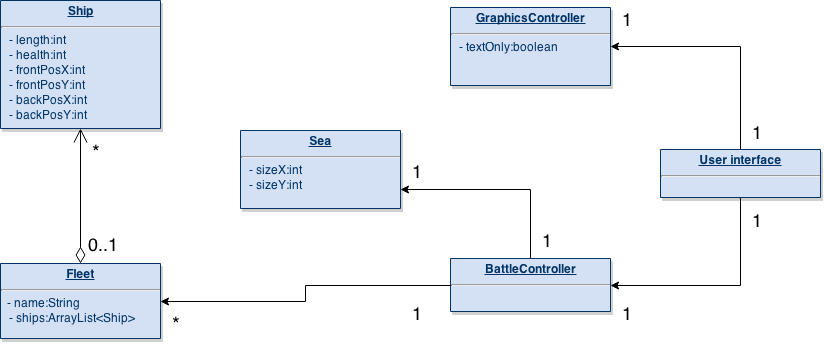 Ship
- length:int
- health:int
- frontPosX:int
- frontPosY:int
- backPosX:int
- backPosY:int
*
0..1
Fleet
- name:String
- ships:ArrayList<Ship>
*
Sea
- sizeX:int
- sizeY:int
1
1
BattleController
1
1
GraphicsController
- textOnly:boolean
1
1
User interface
1